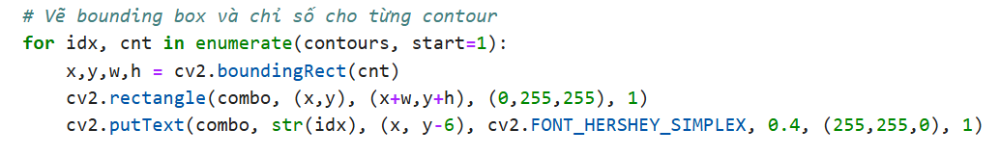 # Vẽ bounding box và chỉ số cho từng contour
for idx, cnt in enumerate(contours, start=1):
    x,y,w,h = cv2.boundingRect(cnt)
    cv2.rectangle(combo, (x,y), (x+w,y+h), (0,255,255), 1)
    cv2.putText(combo, str(idx), (x, y-6), cv2.FONT_HERSHEY_SIMPLEX, 0.4, (255,255,0), 1)